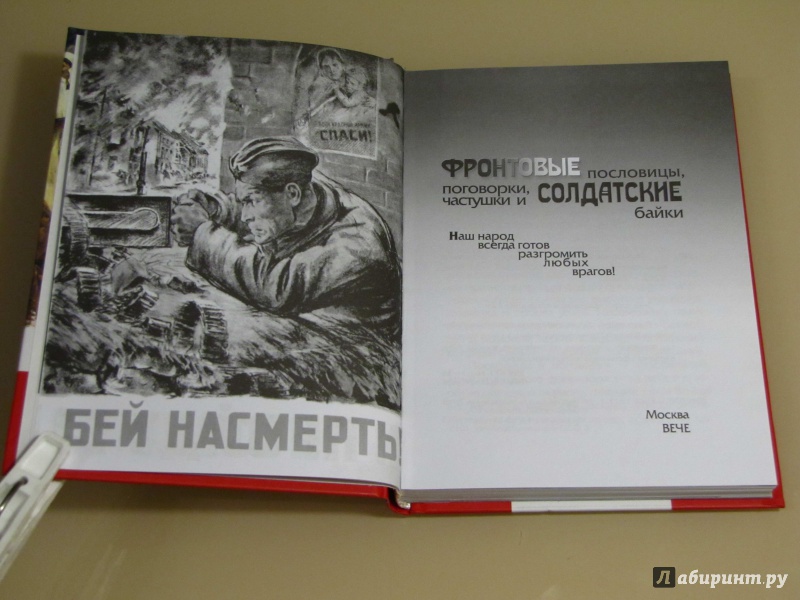 СПАСИ!
БЕЙ НАСМЕРТЬ
ФРОНТОВЫЕ пословицы,
поговорки,
частушки и СОЛДАТСКИЕ
байки
Наш народ
всегда готов
разгромить
любых
врагов!
Москва
ВЕЧЕ
Лабиринт.ру